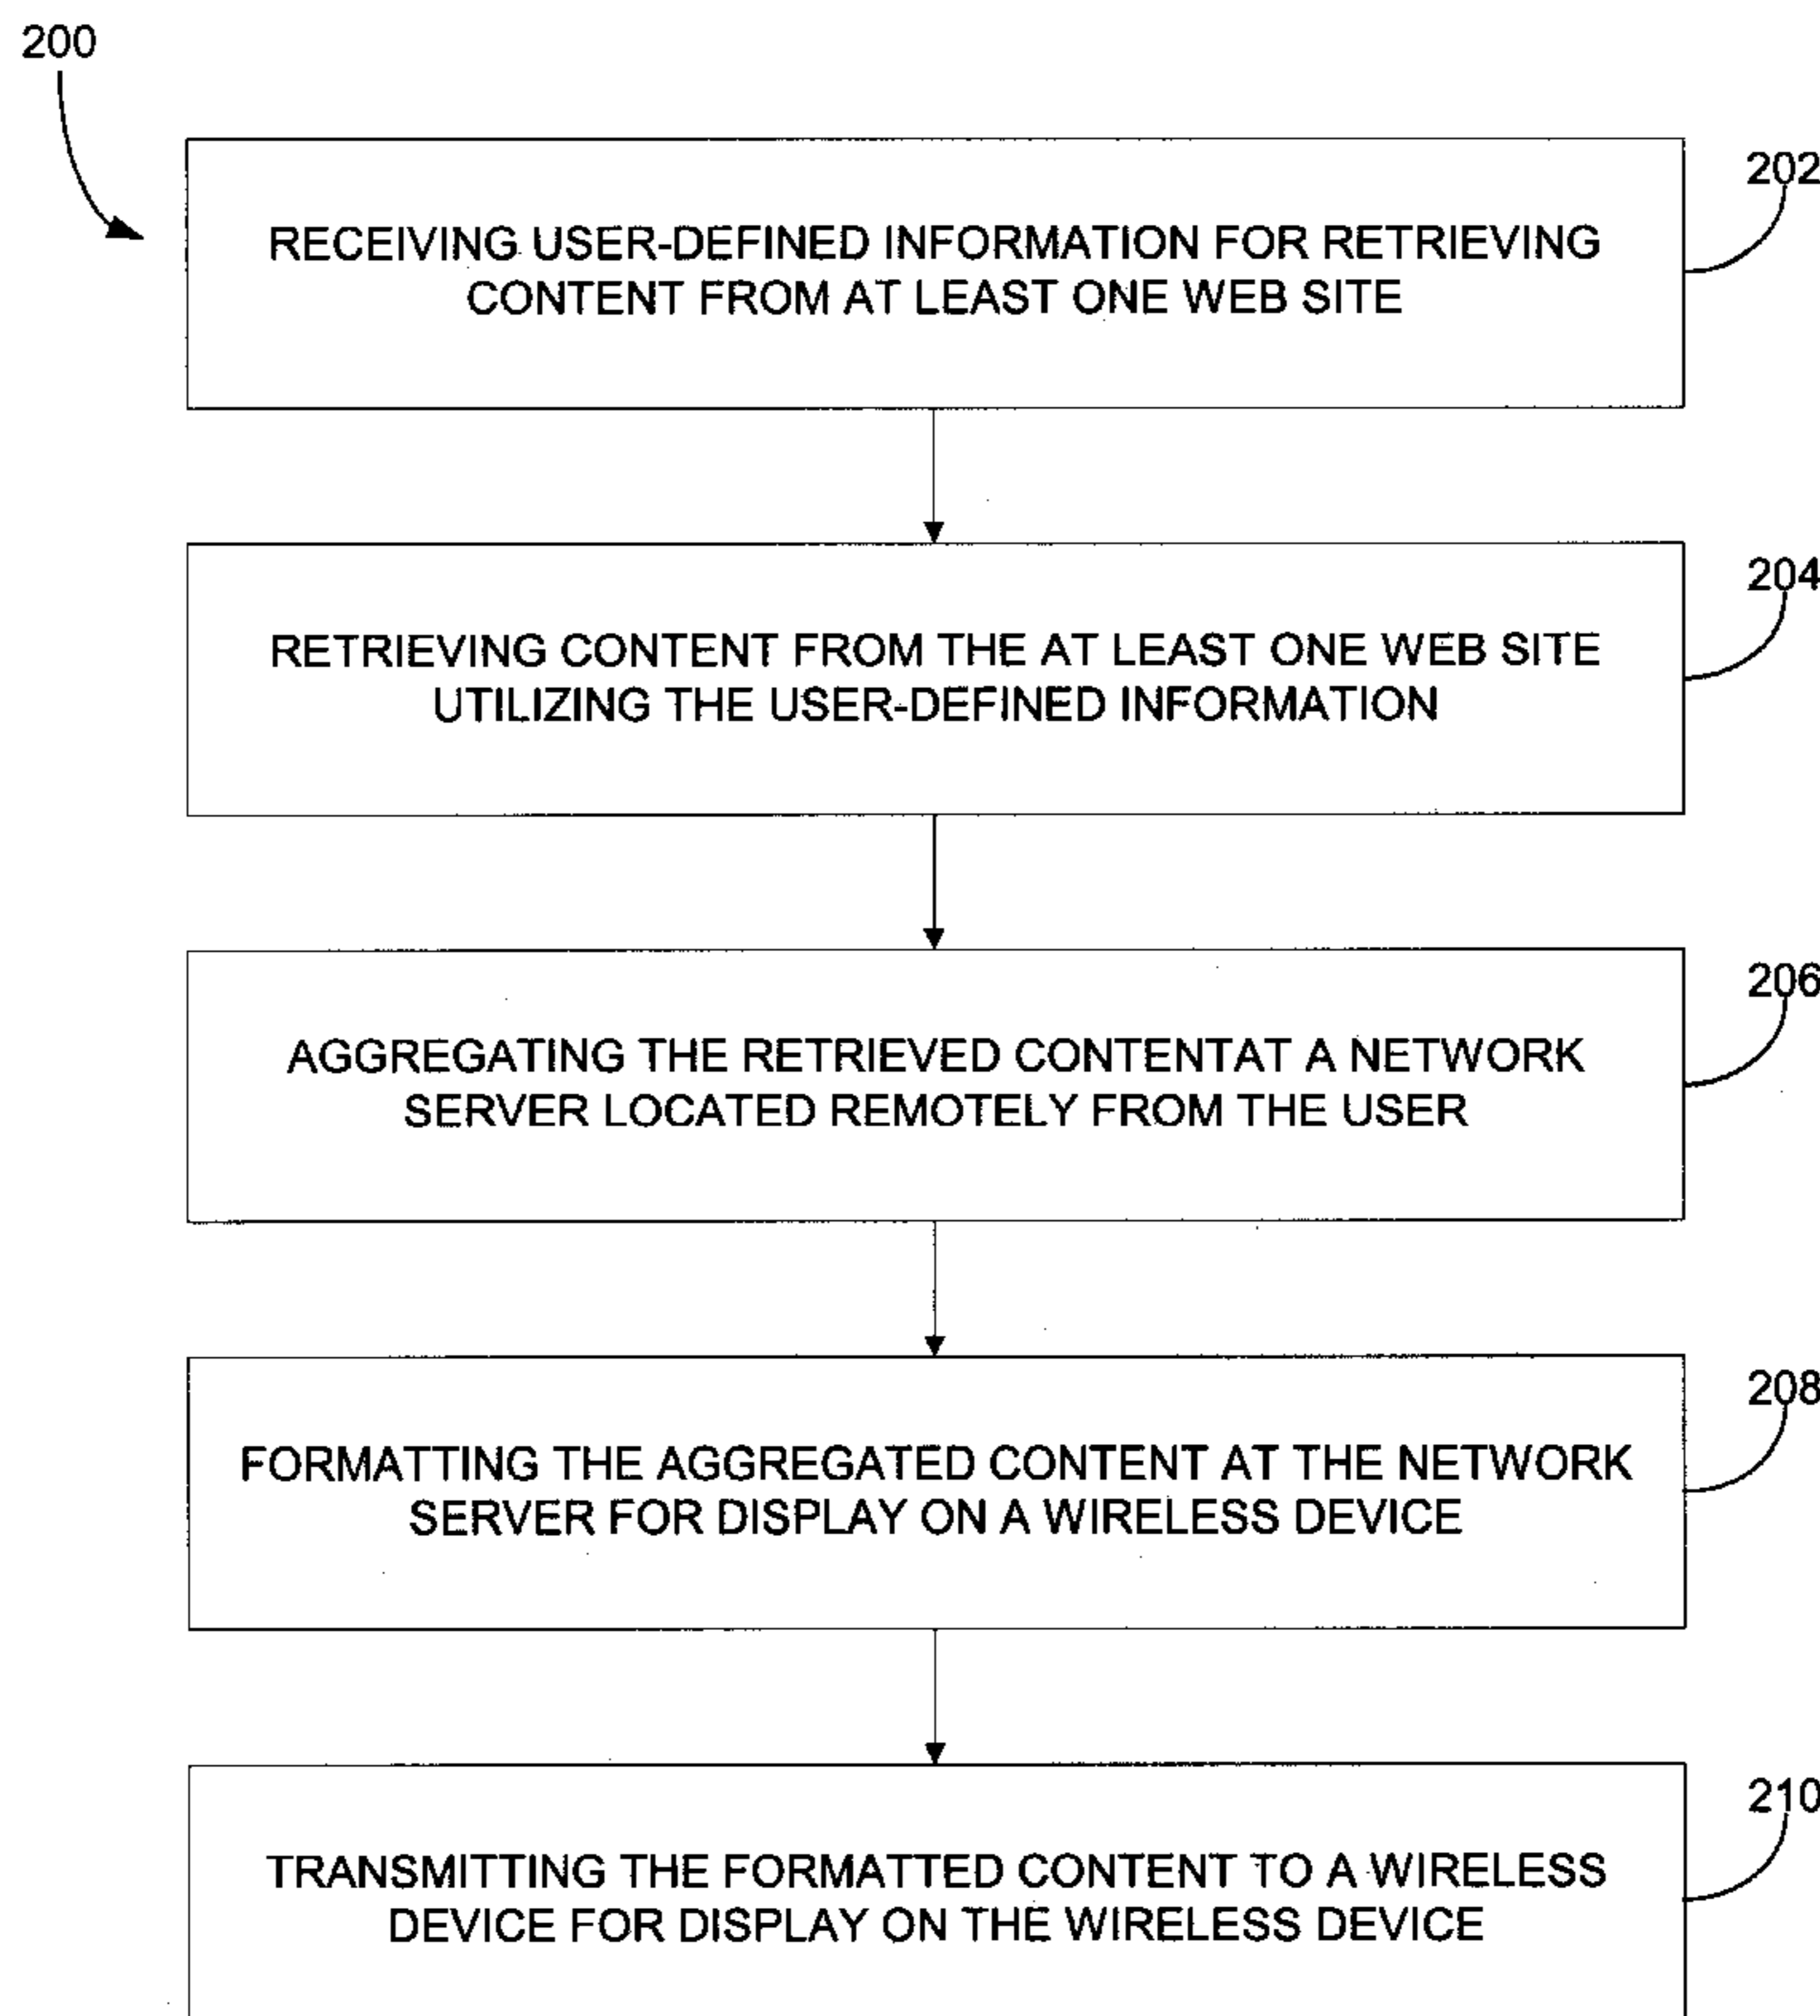 200
202
RECEIVING USER-DEFINED INFORMATION FOR RETRIEVING
CONTENT FROM AT LEAST ONE WEB SITE
204
RETRIEVING CONTENT FROM THE AT LEAST ONE WEB SITE
UTILIZING THE USER-DEFINED INFORMATION
206
AGGREGATING THE RETRIEVED CONTENTAT A NETWORK
SERVER LOCATED REMOTELY FROM THE USER
208
FORMATTING THE AGGREGATED CONTENT AT THE NETWORK
SERVER FOR DISPLAY ON A WIRELESS DEVICE
210
TRANSMITTING THE FORMATTED CONTENT TO A WIRELESS
DEVICE FOR DISPLAY ON THE WIRELESS DEVICE